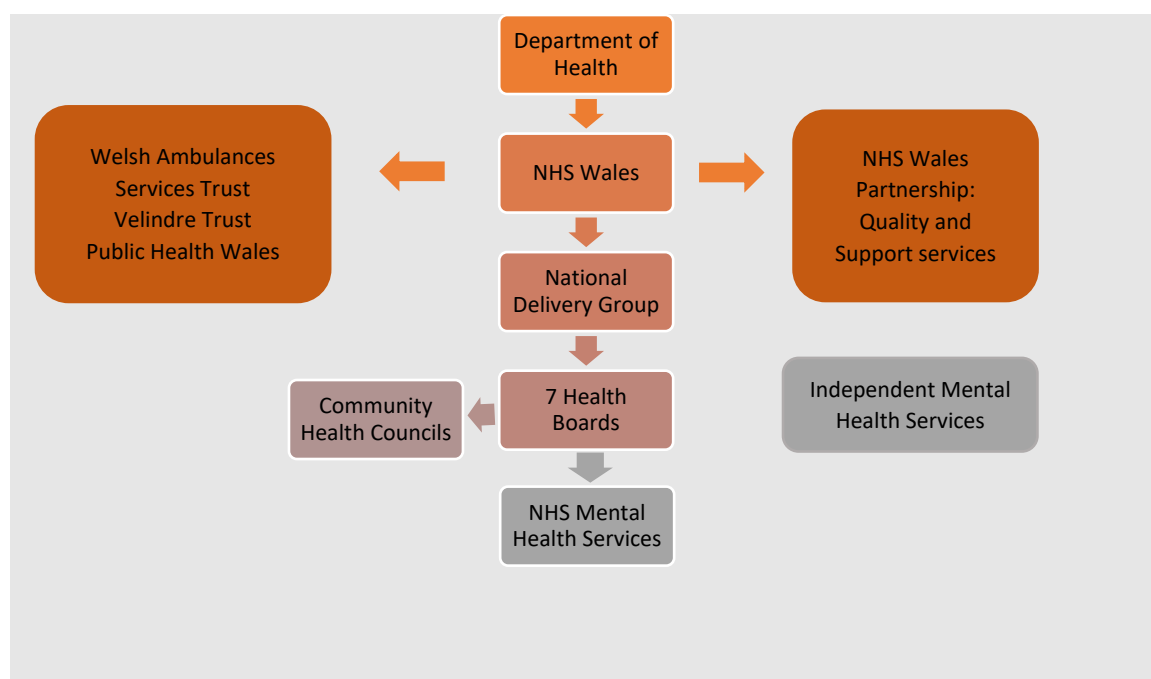 Department of
Health
Welsh Ambulances
Services Trust
Velindre Trust
Public Health Wales
NHS Wales
NHS Wales
Partnership:
Quality and
Support services
National
Delivery Group
Community
Health Councils
7 Health
Boards
Independent Mental
Health Services
NHS Mental
Health Services